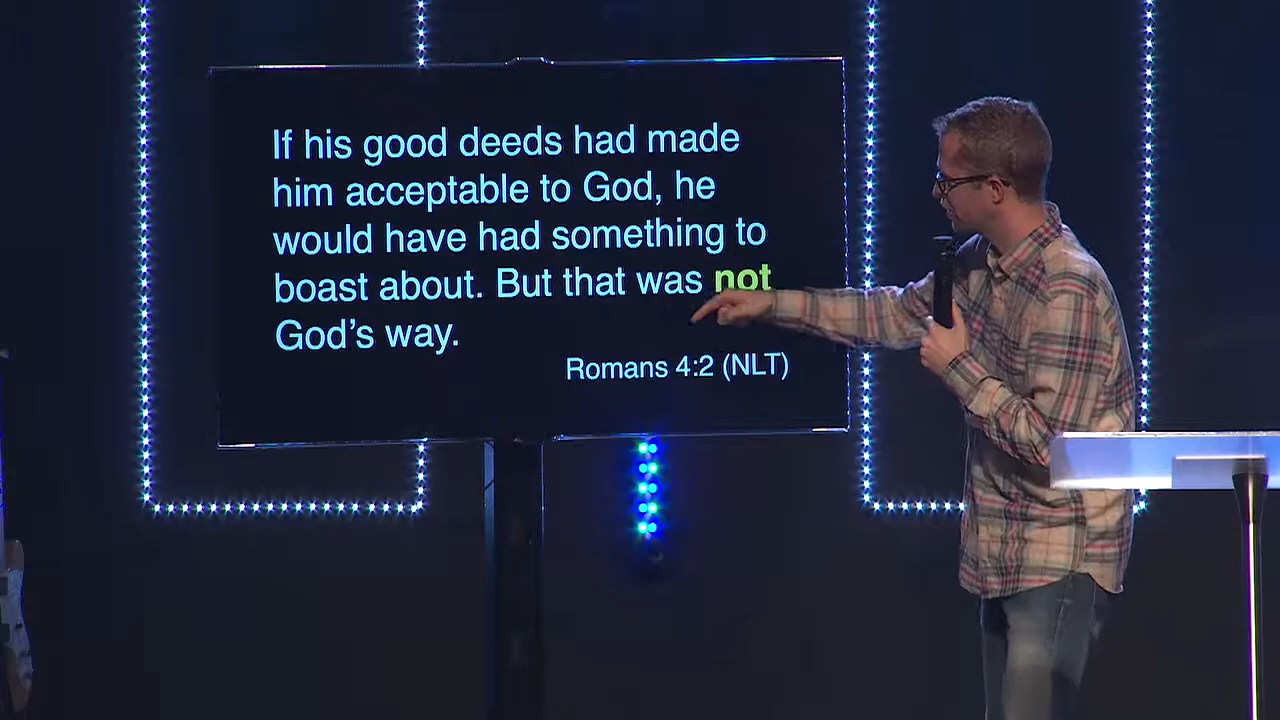 If his good deeds had made
him acceptable to God, he
would have had something to
boast about. But that was not
God's way.
Romans 4:2 (NLT)